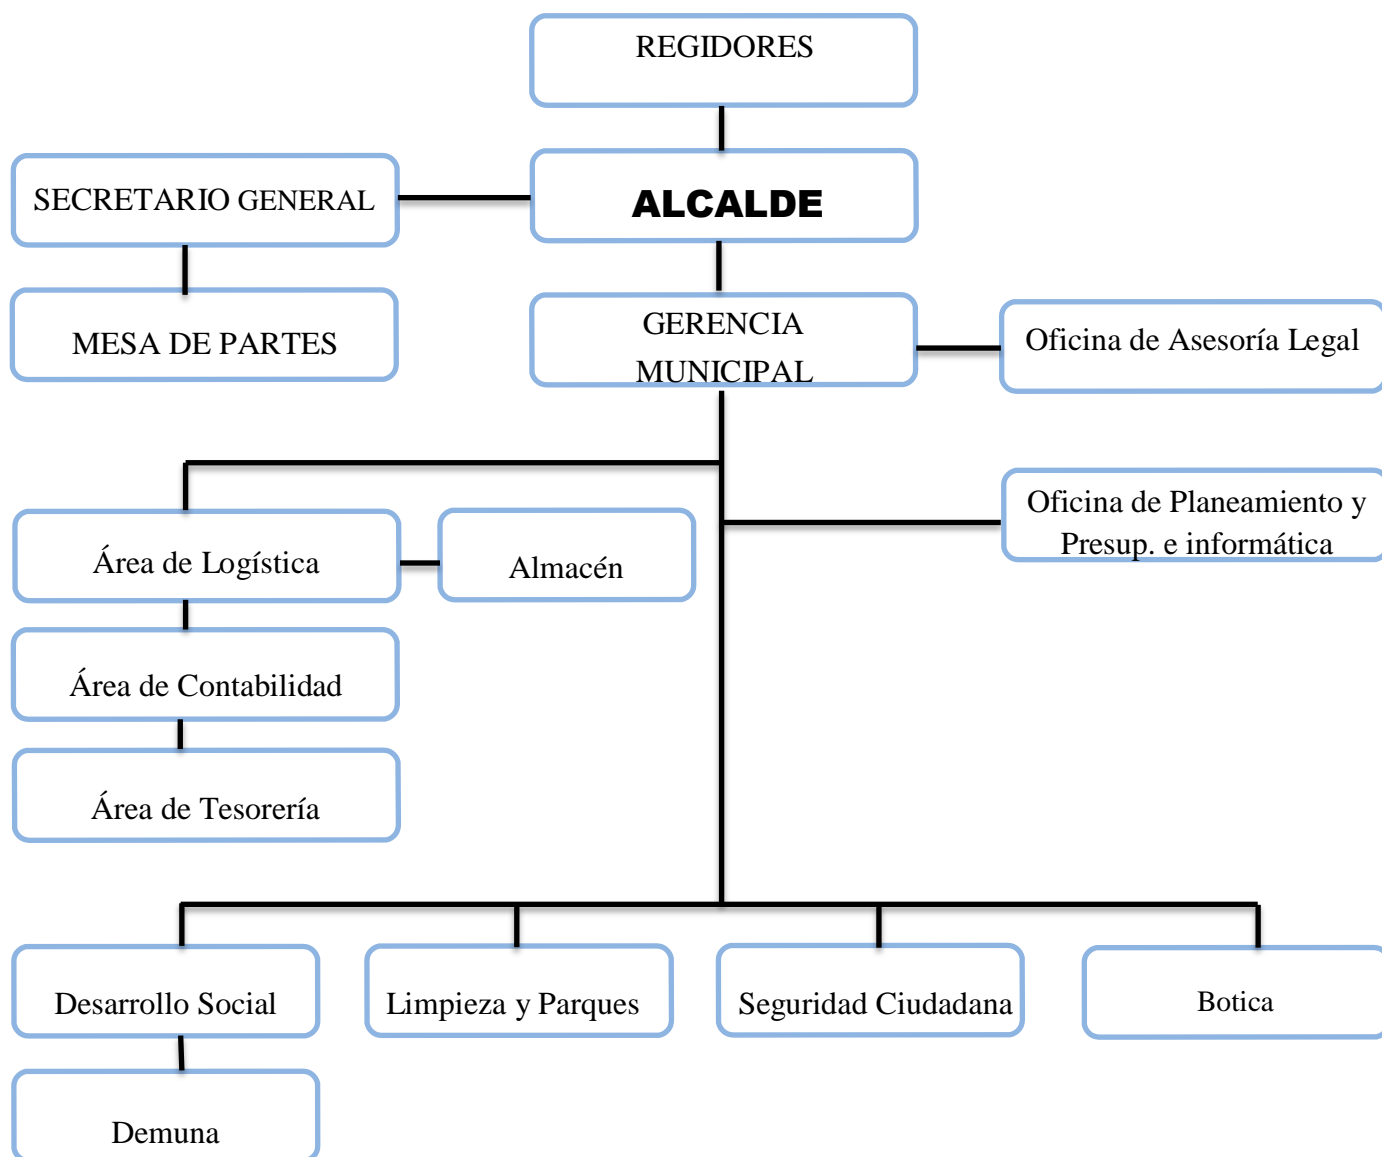 REGIDORES
SECRETARIO GENERAL
ALCALDE
MESA DE PARTES
GERENCIA
MUNICIPAL
Oficina de Asesoría Legal
Oficina de Planeamiento y
Presup. e informática
Área de Logística
Almacén
Área de Contabilidad
Área de Tesorería
Desarrollo Social
Limpieza y Parques
Seguridad Ciudadana
Botica
Demuna